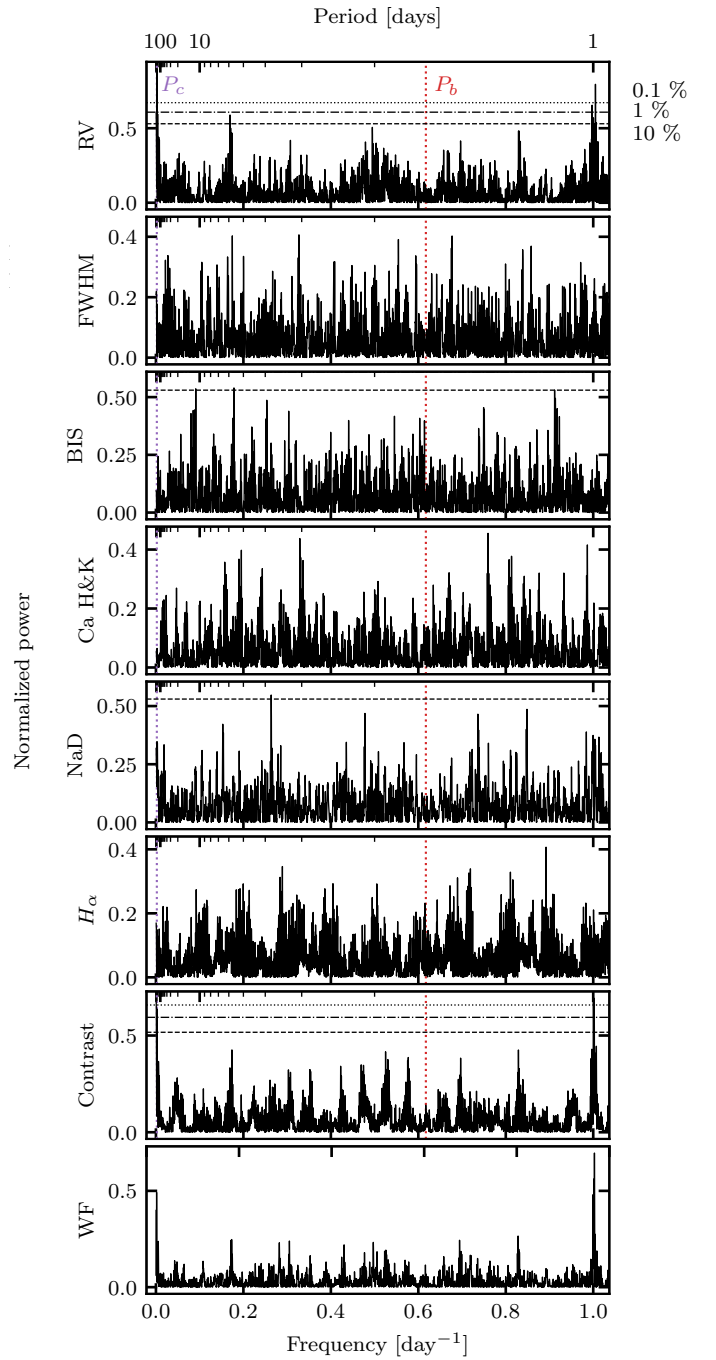 Period [days]
100 10 1
P_c
P_b
0.1 %
1 %
10 %
RV
0.5
0.0
FWHM
0.4
0.2
0.0
BIS
0.50
0.25
0.00
Ca H&K
0.4
0.2
0.0
Normalized power
NaD
0.50
0.25
0.00
H_α
0.4
0.2
0.0
Contrast
0.5
0.0
WF
0.5
0.0
0.0 0.2 0.4 0.6 0.8 1.0
Frequency [day⁻¹]